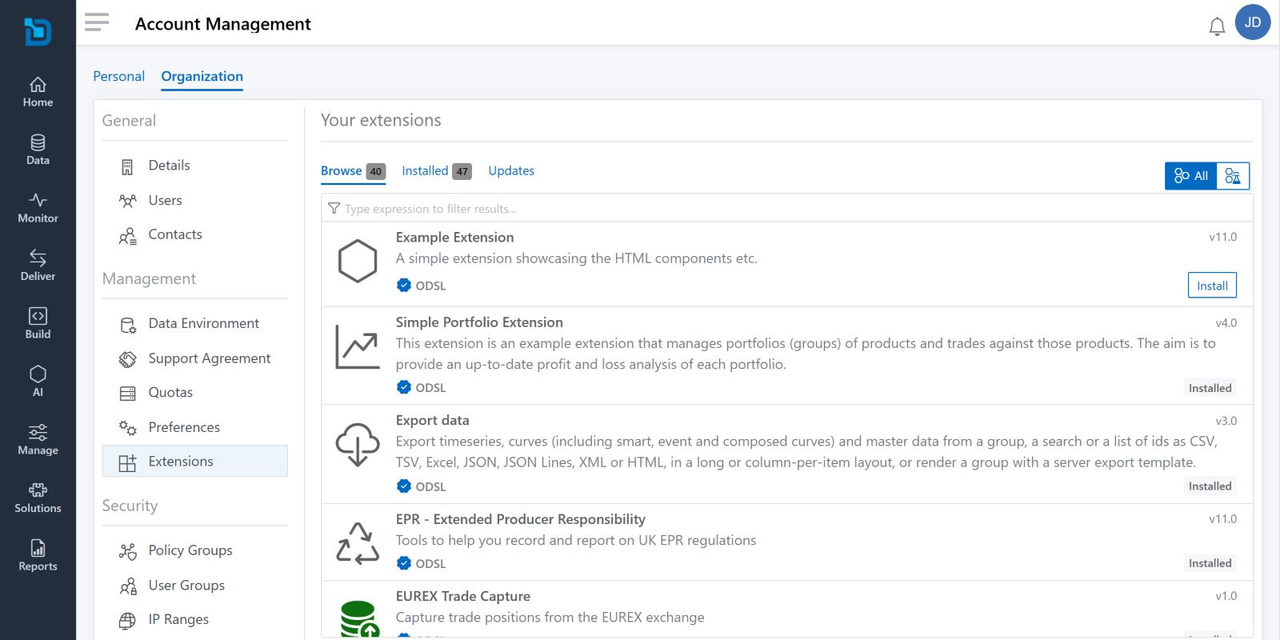 Account Management
JD
Home
Data
Monitor
Deliver
Build
AI
Manage
Solutions
Reports
Personal
Organization
General
Details
Users
Contacts
Management
Data Environment
Support Agreement
Quotas
Preferences
Extensions
Security
Policy Groups
User Groups
IP Ranges
Your extensions
Browse 40
Installed 47
Updates
All
Type expression to filter results...
Example Extension
v11.0
A simple extension showcasing the HTML components etc.
ODSL
Install
Simple Portfolio Extension
v4.0
This extension is an example extension that manages portfolios (groups) of products and trades against those products. The aim is to
provide an up-to-date profit and loss analysis of each portfolio.
ODSL
Installed
Export data
v3.0
Export timeseries, curves (including smart, event and composed curves) and master data from a group, a search or a list of ids as CSV,
TSV, Excel, JSON, JSON Lines, XML or HTML, in a long or column-per-item layout, or render a group with a server export template.
ODSL
Installed
EPR - Extended Producer Responsibility
v11.0
Tools to help you record and report on UK EPR regulations
ODSL
Installed
EUREX Trade Capture
v1.0
Capture trade positions from the EUREX exchange